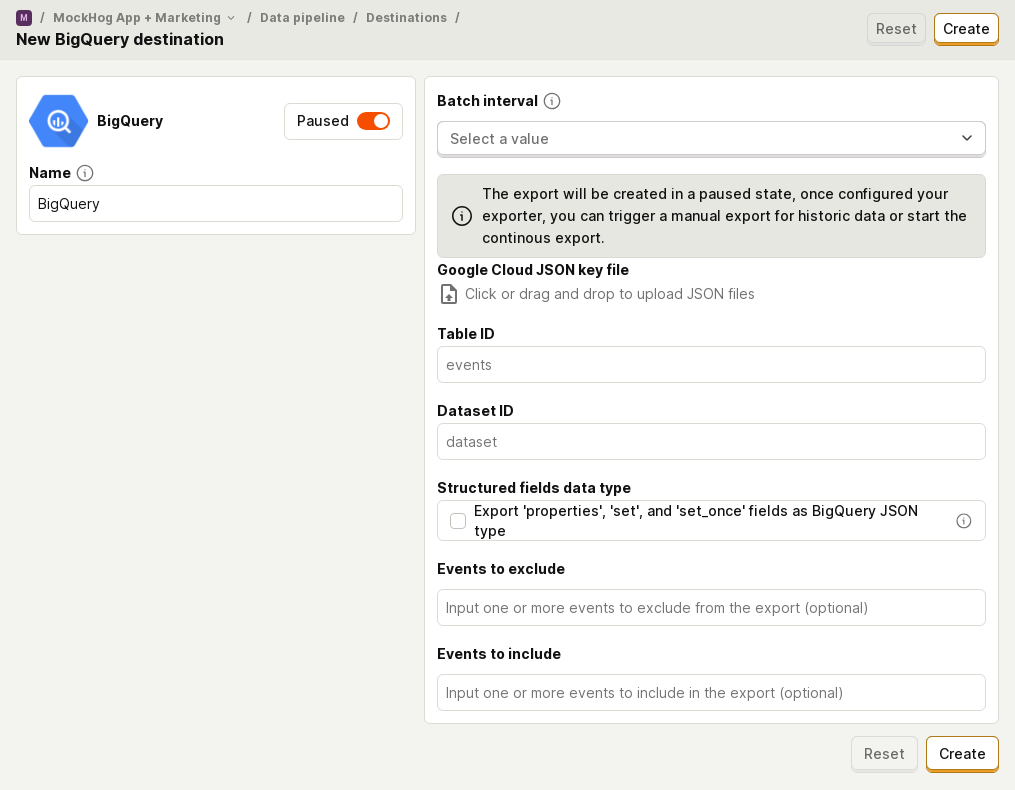 M / MockHog App + Marketing / Data pipeline / Destinations /
New BigQuery destination
Reset Create
BigQuery
Paused
Name
BigQuery
Batch interval
Select a value
The export will be created in a paused state, once configured your
exporter, you can trigger a manual export for historic data or start the
continous export.
Google Cloud JSON key file
Click or drag and drop to upload JSON files
Table ID
events
Dataset ID
dataset
Structured fields data type
Export 'properties', 'set', and 'set_once' fields as BigQuery JSON
type
Events to exclude
Input one or more events to exclude from the export (optional)
Events to include
Input one or more events to include in the export (optional)
Reset Create